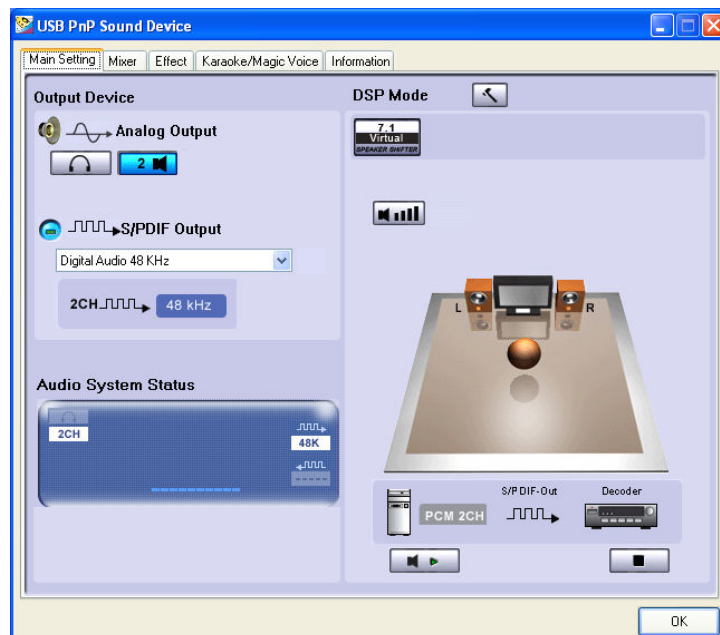 USB PnP Sound Device
Main Setting Mixer Effect Karaoke/Magic Voice Information
Output Device
Analog Output
2
S/PDIF Output
Digital Audio 48 KHz
2CH 48 kHz
Audio System Status
2CH
48K
-----
DSP Mode
7.1
Virtual
SPEAKER SHIFTER
L R
S/PDIF-Out Decoder
PCM 2CH
OK